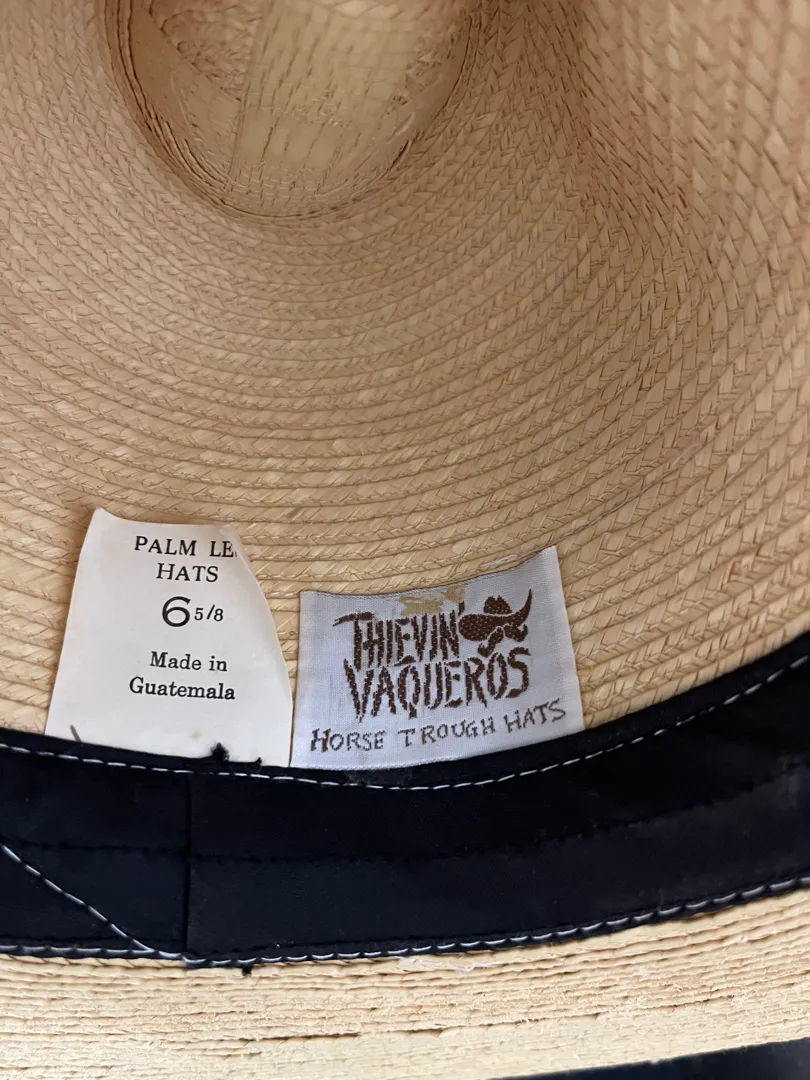 PALM LE
HATS
6 5/8
Made in
Guatemala
THIEVIN'
VAQUEROS
HORSE TROUGH HATS